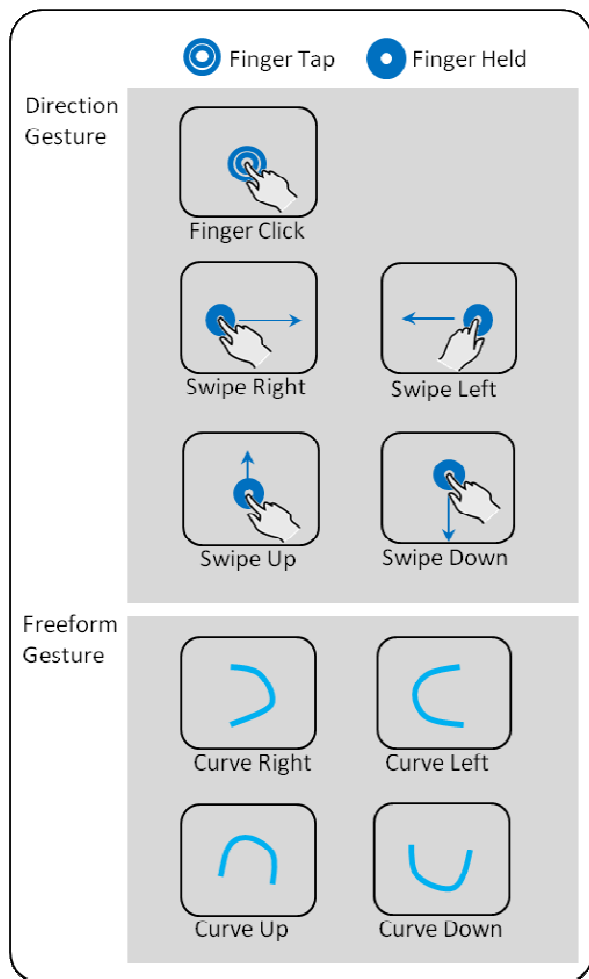 Finger Tap Finger Held
Direction
Gesture
Finger Click
Swipe Right Swipe Left
Swipe Up Swipe Down
Freeform
Gesture
Curve Right Curve Left
Curve Up Curve Down